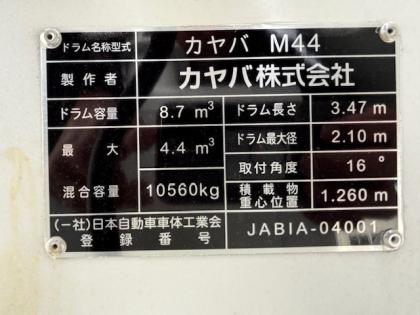 ドラム名称型式 カヤバ M44
製作者 カヤバ株式会社
ドラム容量 8.7 m³ ドラム長さ 3.47 m
最大 4.4 m³ ドラム最大径 2.10 m
取付角度 16 °
混合容量 10560kg 積載物重心位置 1.260 m
(一社)日本自動車車体工業会
登録番号 JABIA-04001